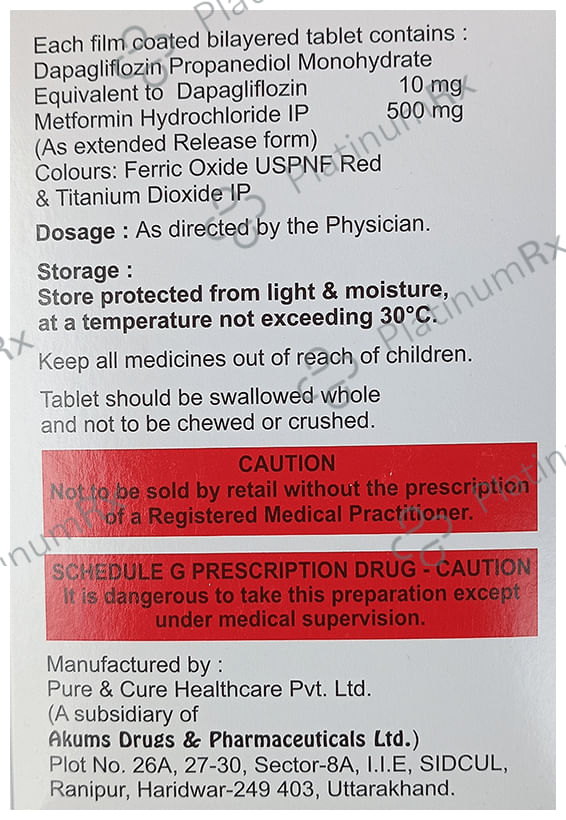 Each film coated bilayered tablet contains :
Dapagliflozin Propanediol Monohydrate
Equivalent to Dapagliflozin 10 mg
Metformin Hydrochloride IP 500 mg
(As extended Release form)
Colours: Ferric Oxide USPNF Red
& Titanium Dioxide IP
Dosage : As directed by the Physician.
Storage :
Store protected from light & moisture,
at a temperature not exceeding 30°C.
Keep all medicines out of reach of children.
Tablet should be swallowed whole
and not to be chewed or crushed.
CAUTION
Not to be sold by retail without the prescription
of a Registered Medical Practitioner.
SCHEDULE G PRESCRIPTION DRUG - CAUTION
It is dangerous to take this preparation except
under medical supervision.
Manufactured by :
Pure & Cure Healthcare Pvt. Ltd.
(A subsidiary of
Akums Drugs & Pharmaceuticals Ltd.)
Plot No. 26A, 27-30, Sector-8A, I.I.E, SIDCUL,
Ranipur, Haridwar-249 403, Uttarakhand.
PlatinumRx
PlatinumRx
PlatinumRx